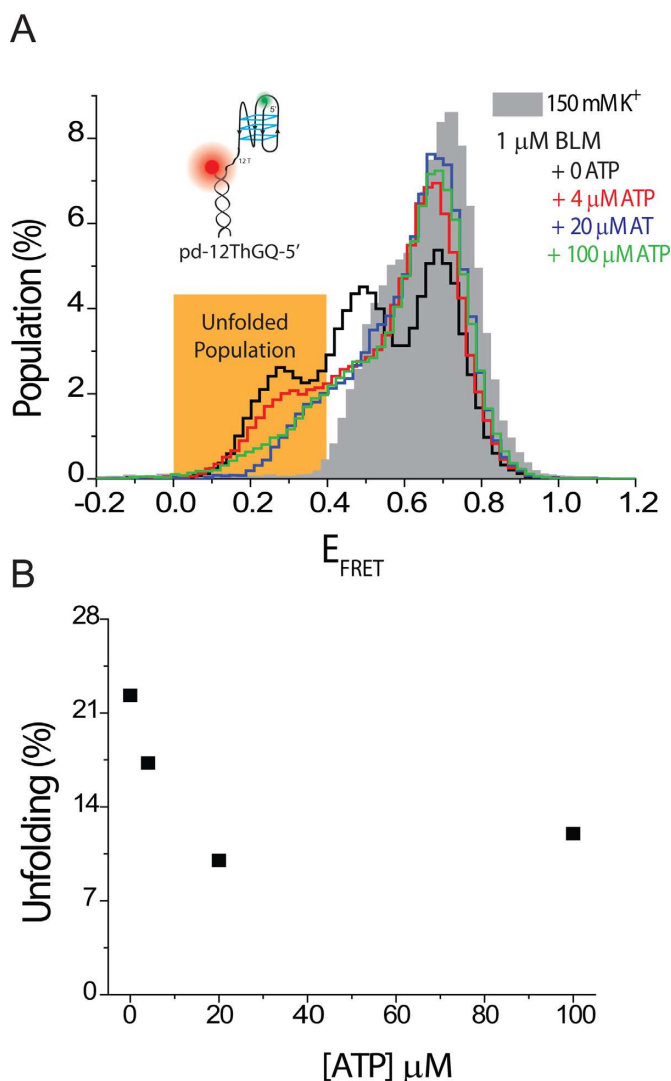 A
150 mM K⁺
1 μM BLM
+ 0 ATP
+ 4 μM ATP
+ 20 μM AT
+ 100 μM ATP
5'
12 T
pd-12ThGQ-5′
Unfolded
Population
Population (%)
8
6
4
2
0
-0.2 0.0 0.2 0.4 0.6 0.8 1.0 1.2
E_FRET
B
Unfolding (%)
28
21
14
7
0
0 20 40 60 80 100
[ATP] μM